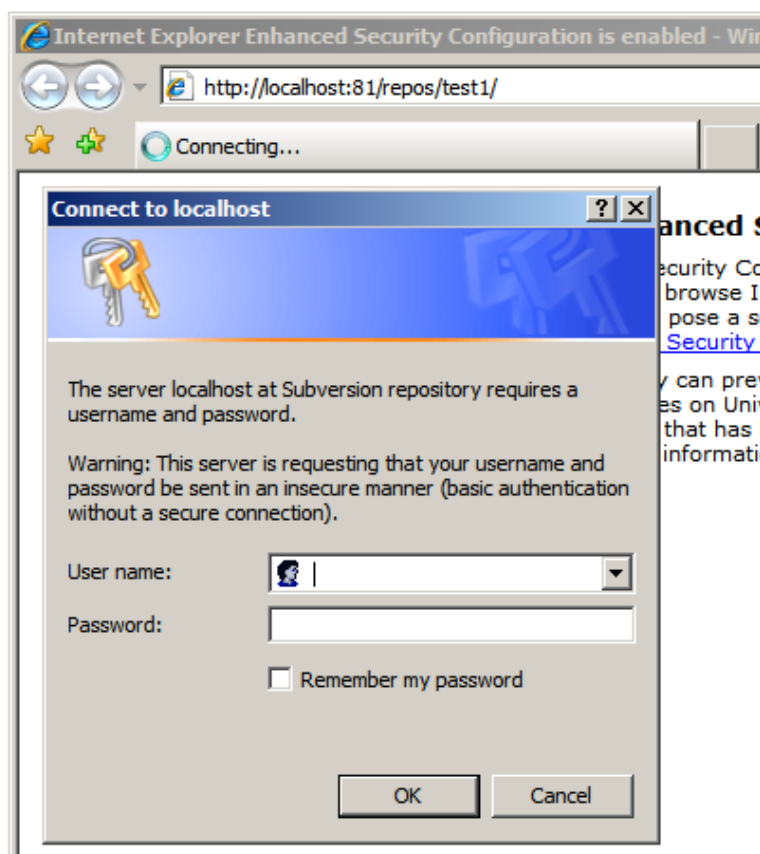 Internet Explorer Enhanced Security Configuration is enabled - Wi
http://localhost:81/repos/test1/
Connecting...
Connect to localhost
anced
ecurity Co
browse I
pose a s
Security
y can prev
es on Uni
that has
informati
The server localhost at Subversion repository requires a
username and password.
Warning: This server is requesting that your username and
password be sent in an insecure manner (basic authentication
without a secure connection).
User name:
Password:
Remember my password
OK
Cancel